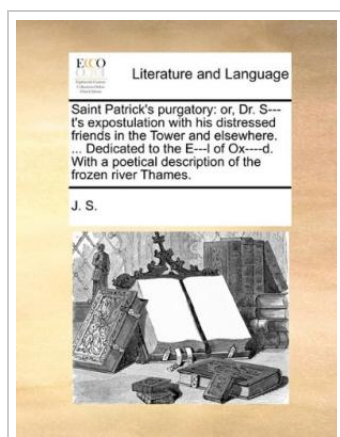 ECCO
Literature and Language
Saint Patrick's purgatory: or, Dr. S---
t's expostulation with his distressed
friends in the Tower and elsewhere.
... Dedicated to the E---l of Ox----d.
With a poetical description of the
frozen river Thames.
J. S.